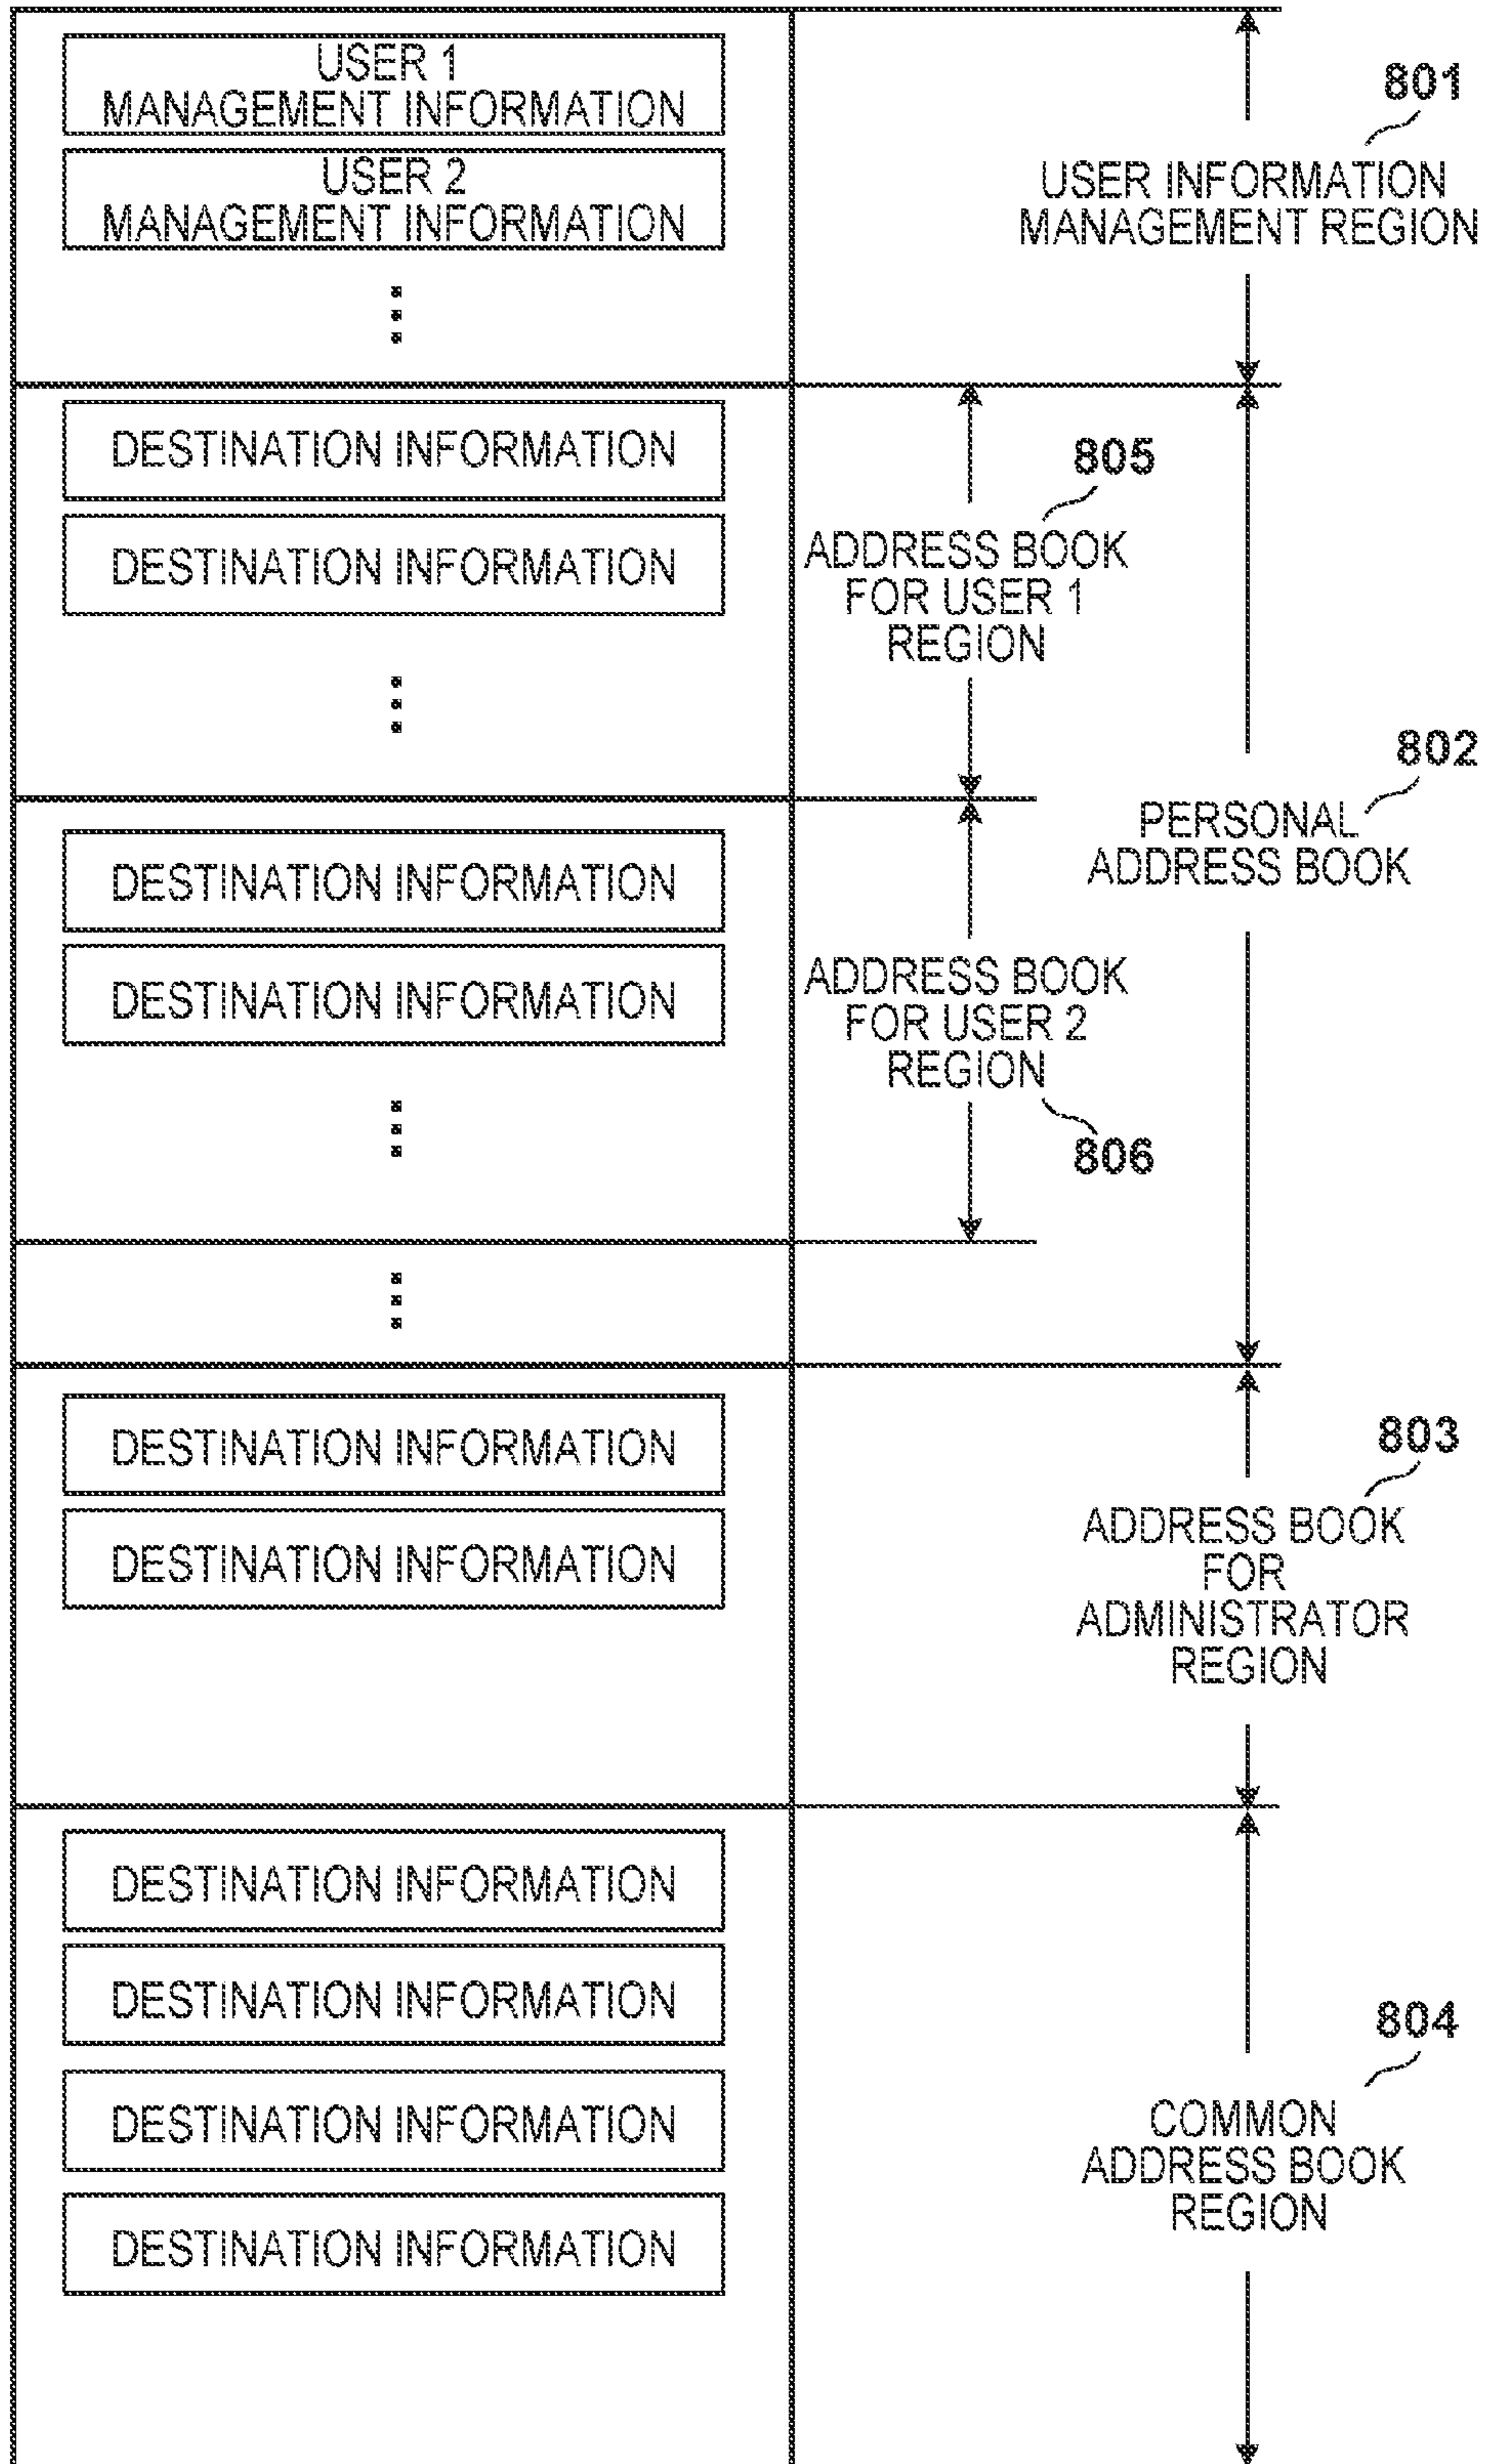 USER 1
MANAGEMENT INFORMATION
USER 2
MANAGEMENT INFORMATION
801
USER INFORMATION
MANAGEMENT REGION
DESTINATION INFORMATION
DESTINATION INFORMATION
805
ADDRESS BOOK
FOR USER 1
REGION
802
PERSONAL
ADDRESS BOOK
DESTINATION INFORMATION
DESTINATION INFORMATION
ADDRESS BOOK
FOR USER 2
REGION
806
DESTINATION INFORMATION
DESTINATION INFORMATION
803
ADDRESS BOOK
FOR
ADMINISTRATOR
REGION
DESTINATION INFORMATION
DESTINATION INFORMATION
DESTINATION INFORMATION
DESTINATION INFORMATION
804
COMMON
ADDRESS BOOK
REGION